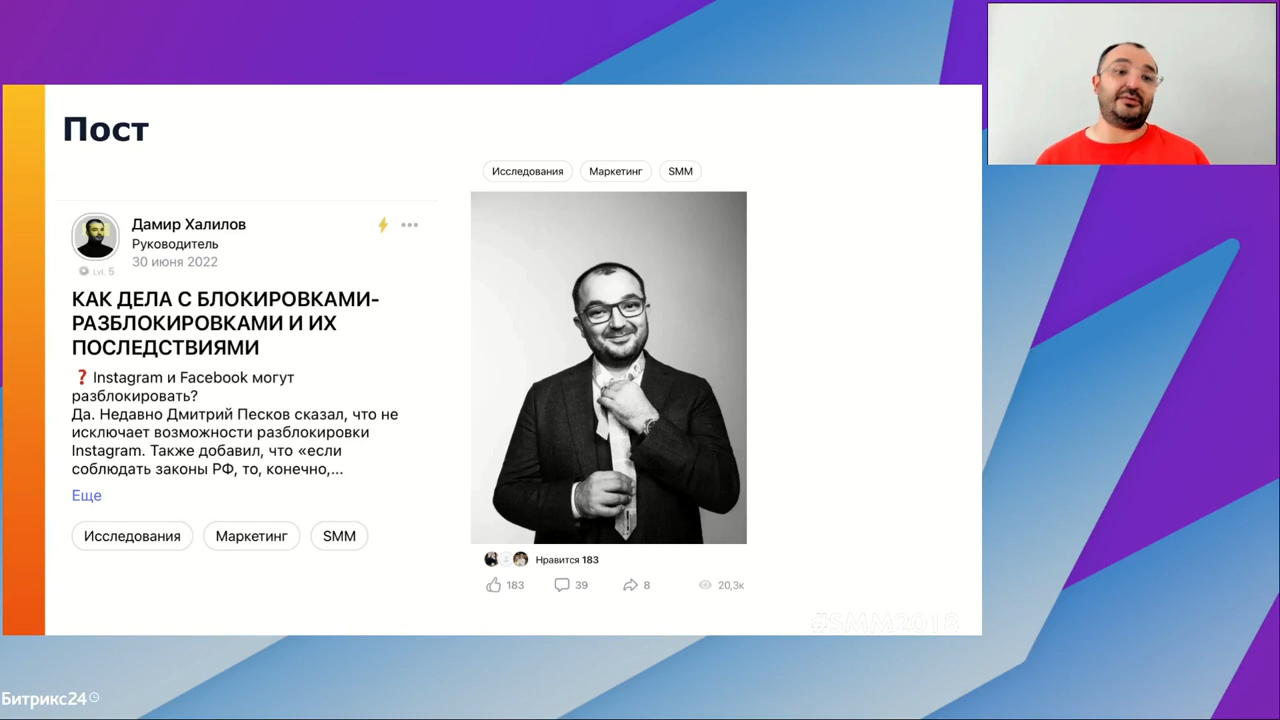 Пост
Дамир Халилов
Руководитель
30 июня 2022
Lvl. 5
КАК ДЕЛА С БЛОКИРОВКАМИ-
РАЗБЛОКИРОВКАМИ И ИХ
ПОСЛЕДСТВИЯМИ
❓ Instagram и Facebook могут
разблокировать?
Да. Недавно Дмитрий Песков сказал, что не
исключает возможности разблокировки
Instagram. Также добавил, что «если
соблюдать законы РФ, то, конечно,...
Еще
Исследования Маркетинг SMM
Исследования Маркетинг SMM
Нравится 183
183 39 8 20,3к
#SMM2018
Битрикс24